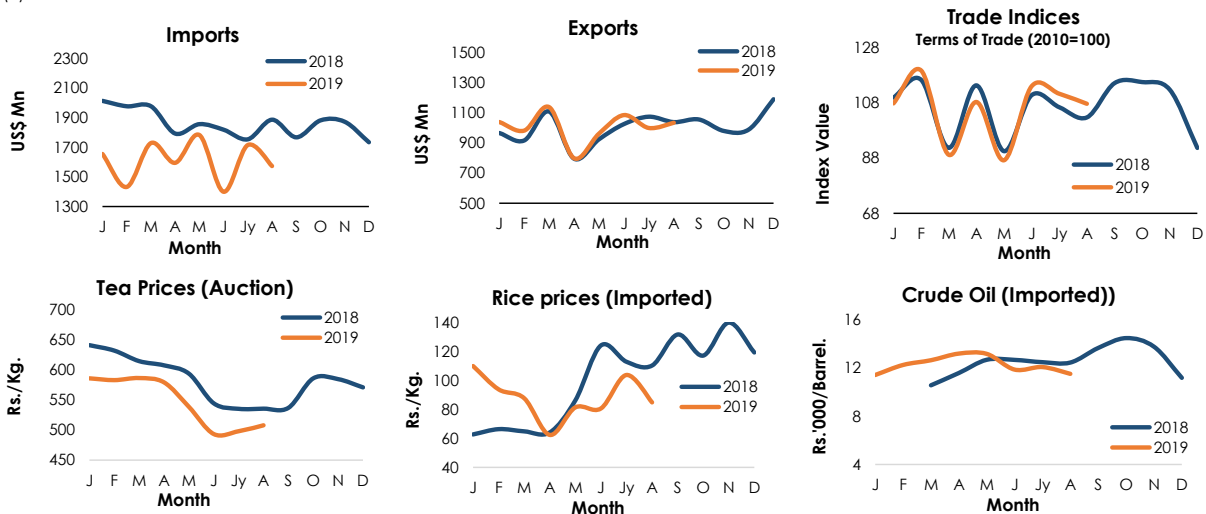 Imports
2300
2100
1900
1700
1500
1300
US$ Mn
2018
2019
J F M A M J Jy A S O N D
Month
Exports
1500
1300
1100
900
700
500
US$ Mn
2018
2019
J F M A M J Jy A S O N D
Month
Trade Indices
Terms of Trade (2010=100)
128
108
88
68
Index Value
2018
2019
J F M A M J Jy A S O N D
Month
Tea Prices (Auction)
700
650
600
550
500
450
Rs./Kg.
2018
2019
J F M A M J Jy A S O N D
Month
Rice prices (Imported)
140
120
100
80
60
40
Rs./Kg.
2018
2019
J F M A M J Jy A S O N D
Month
Crude Oil (Imported))
16
12
8
4
Rs.'000/Barrel.
2018
2019
J F M A M J Jy A S O N D
Month